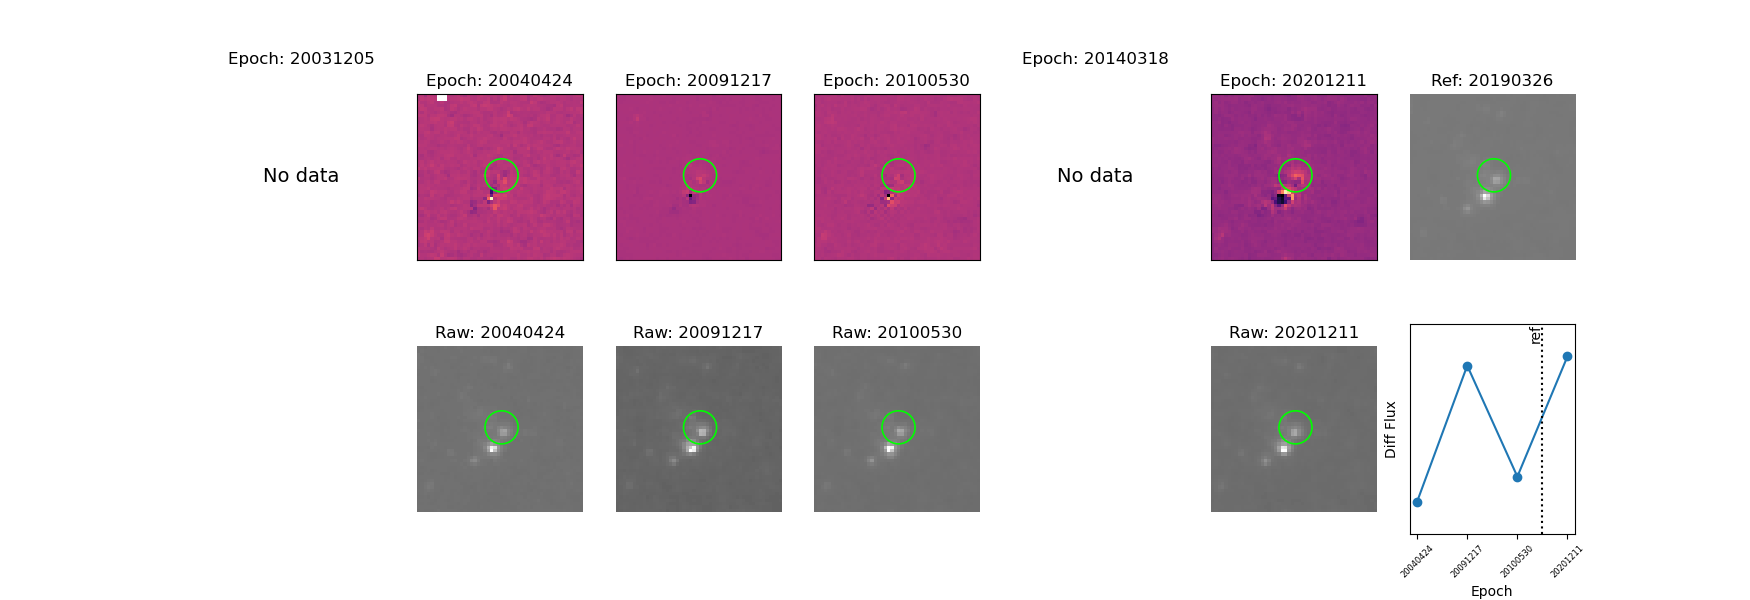 Epoch: 20031205
Epoch: 20040424
Epoch: 20091217
Epoch: 20100530
Epoch: 20140318
Epoch: 20201211
Ref: 20190326
No data
No data
Raw: 20040424
Raw: 20091217
Raw: 20100530
Raw: 20201211
ref
Diff Flux
20040424
20091217
20100530
20201211
Epoch